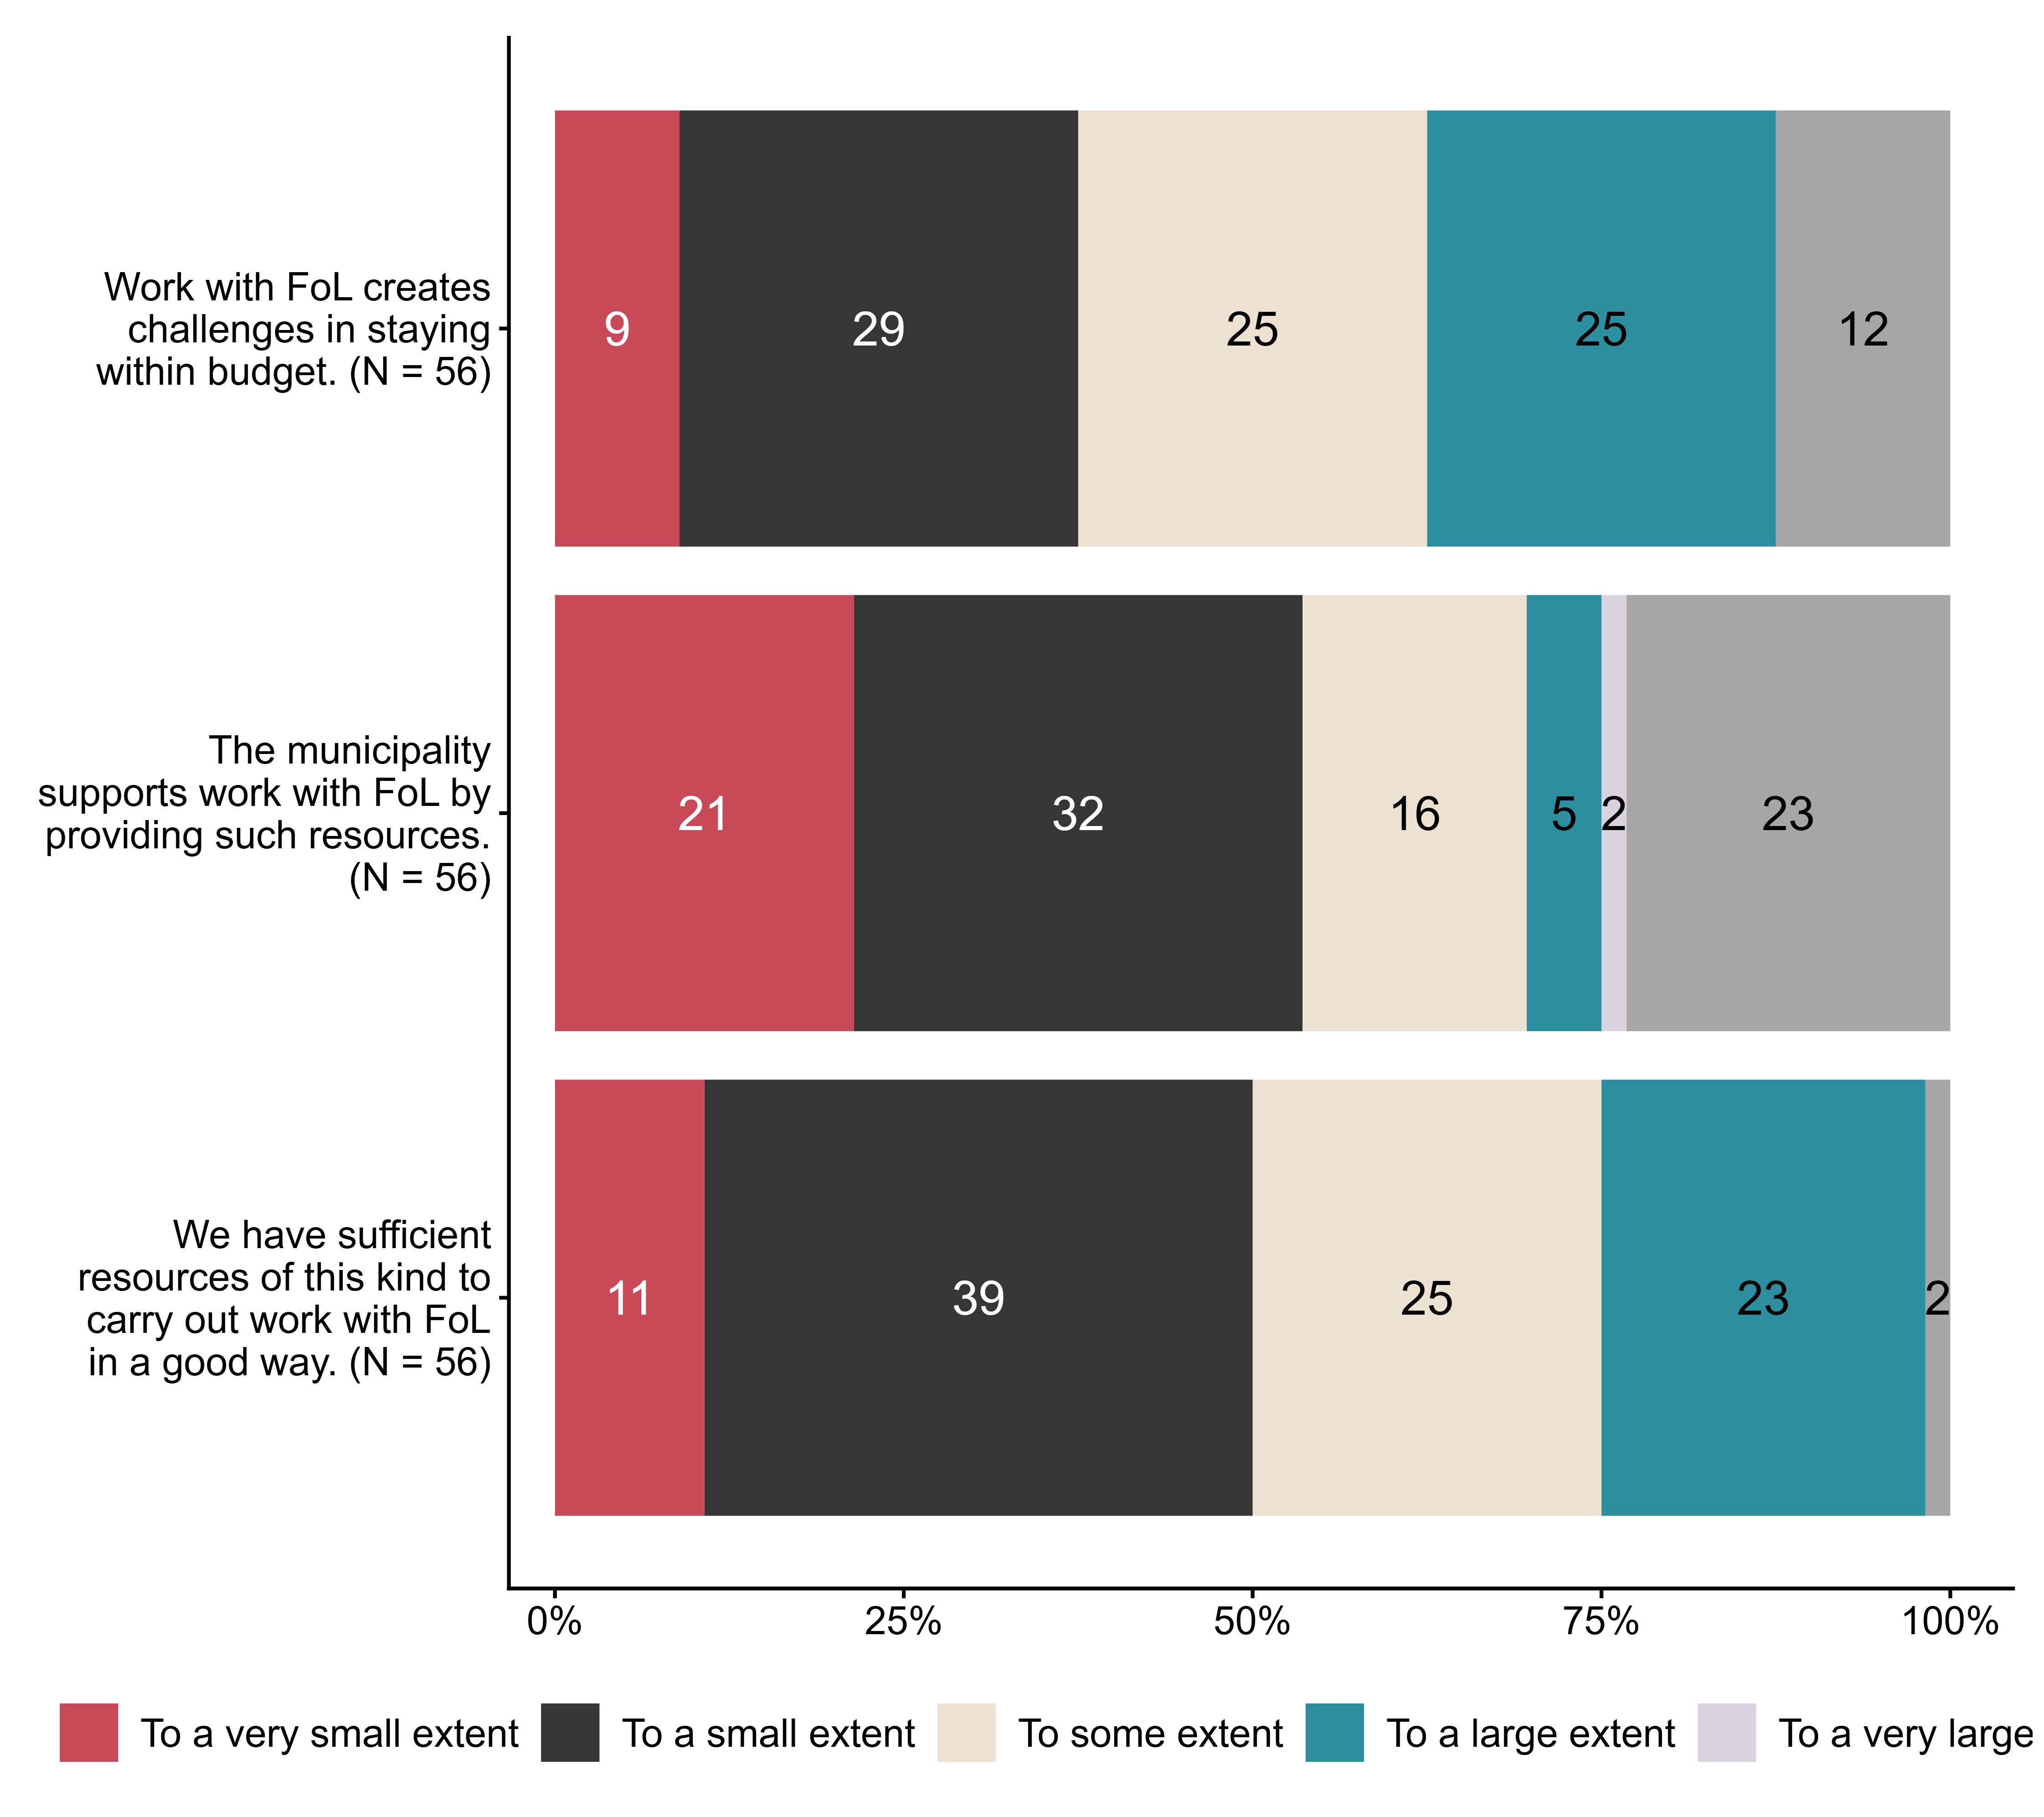 Work with FoL creates
challenges in staying
within budget. (N = 56)
9 29 25 25 12
The municipality
supports work with FoL by
providing such resources.
(N = 56)
21 32 16 5 2 23
We have sufficient
resources of this kind to
carry out work with FoL
in a good way. (N = 56)
11 39 25 23 2
0% 25% 50% 75% 100%
To a very small extent To a small extent To some extent To a large extent To a very large